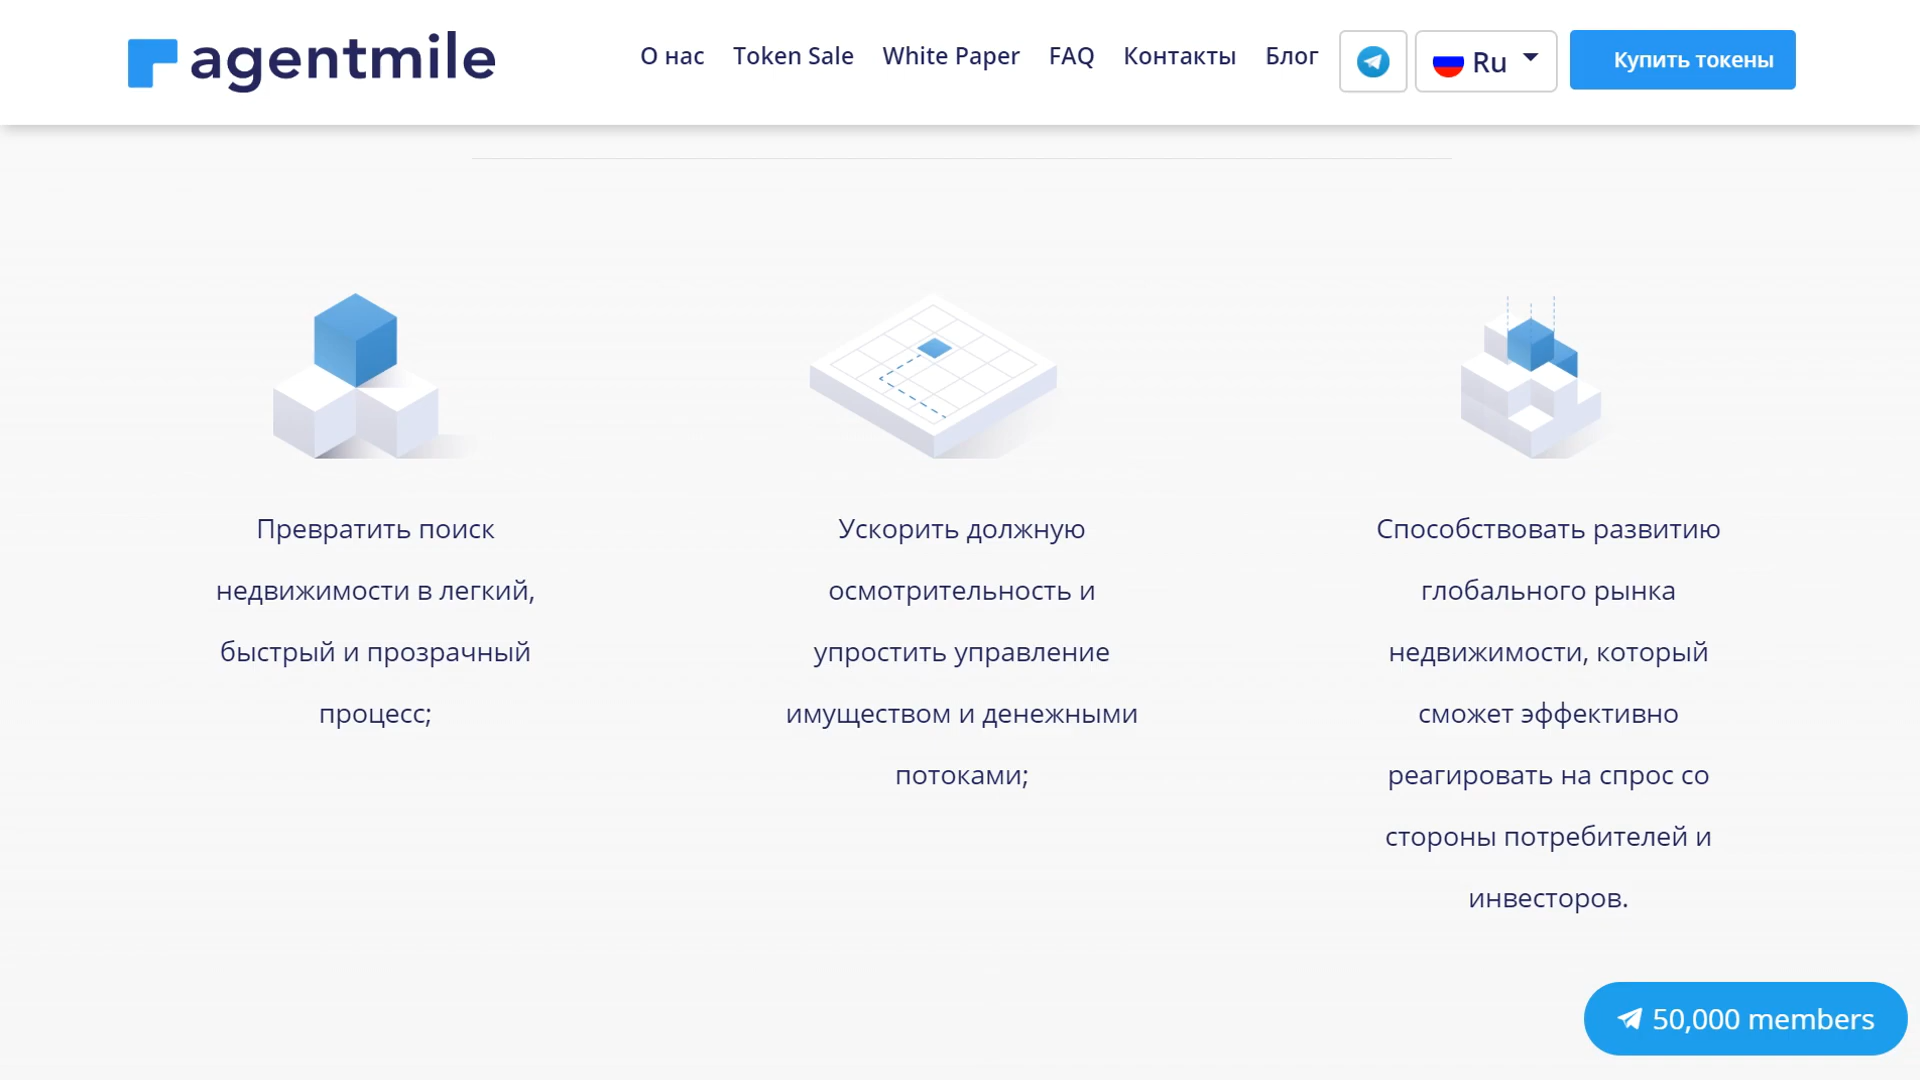 agentmile
О нас Token Sale White Paper FAQ Контакты Блог Ru Купить токены
Превратить поиск
недвижимости в легкий,
быстрый и прозрачный
процесс;
Ускорить должную
осмотрительность и
упростить управление
имуществом и денежными
потоками;
Способствовать развитию
глобального рынка
недвижимости, который
сможет эффективно
реагировать на спрос со
стороны потребителей и
инвесторов.
50,000 members